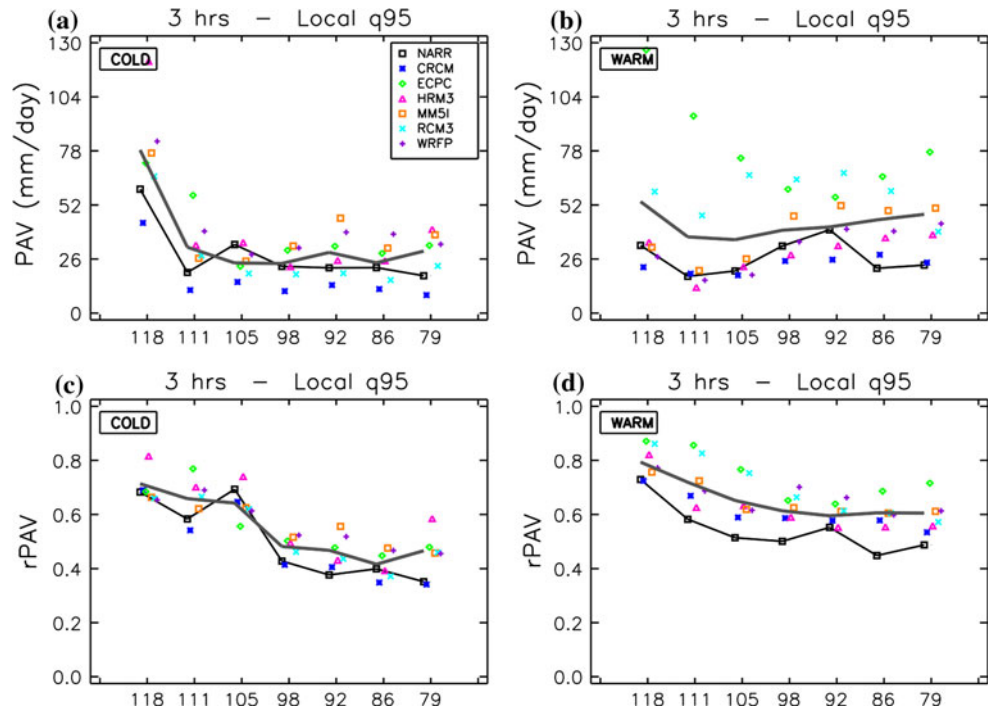 (a) 3 hrs – Local q95
COLD
PAV (mm/day)
130
104
78
52
26
0
118 111 105 98 92 86 79
NARR
CRCM
ECPC
HRM3
MM5I
RCM3
WRFP
(b) 3 hrs – Local q95
WARM
PAV (mm/day)
130
104
78
52
26
0
118 111 105 98 92 86 79
(c) 3 hrs – Local q95
COLD
rPAV
1.0
0.8
0.6
0.4
0.2
0.0
118 111 105 98 92 86 79
(d) 3 hrs – Local q95
WARM
rPAV
1.0
0.8
0.6
0.4
0.2
0.0
118 111 105 98 92 86 79